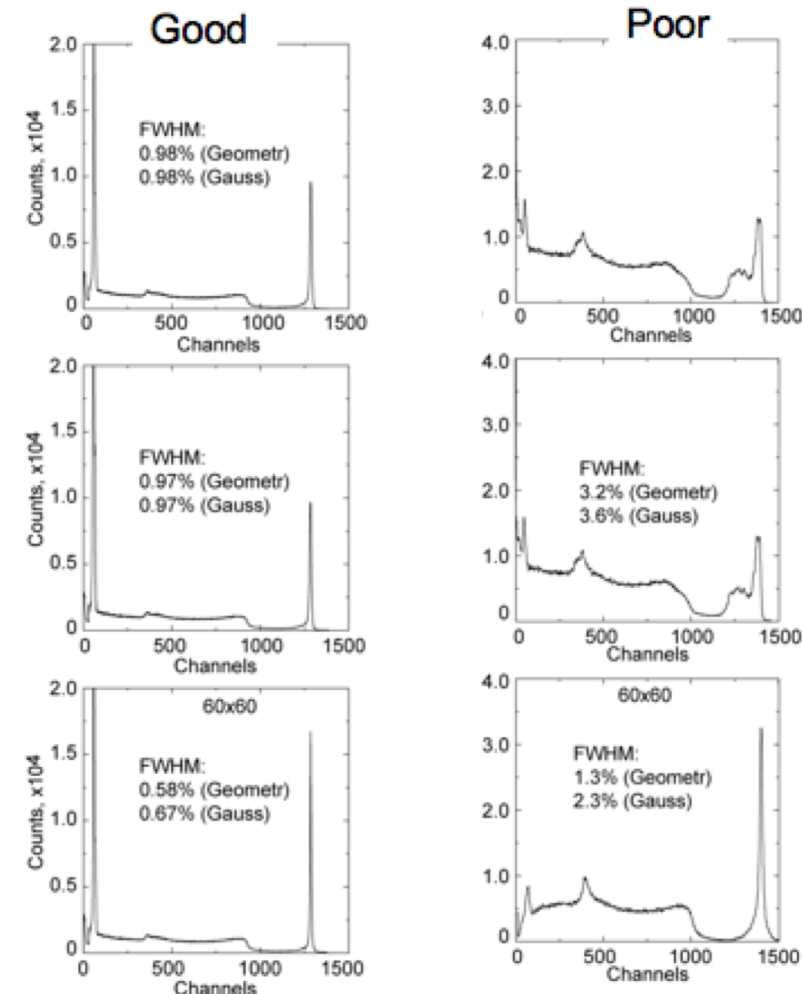 Good
Poor
2.0
1.5
1.0
0.5
0
Counts, x104
FWHM:
0.98% (Geometr)
0.98% (Gauss)
0 500 1000 1500
Channels
4.0
3.0
2.0
1.0
0
0 500 1000 1500
Channels
2.0
1.5
1.0
0.5
0
Counts, x104
FWHM:
0.97% (Geometr)
0.97% (Gauss)
0 500 1000 1500
Channels
4.0
3.0
2.0
1.0
0
FWHM:
3.2% (Geometr)
3.6% (Gauss)
0 500 1000 1500
Channels
2.0
1.5
1.0
0.5
0
Counts, x104
60x60
FWHM:
0.58% (Geometr)
0.67% (Gauss)
0 500 1000 1500
Channels
4.0
3.0
2.0
1.0
0
60x60
FWHM:
1.3% (Geometr)
2.3% (Gauss)
0 500 1000 1500
Channels